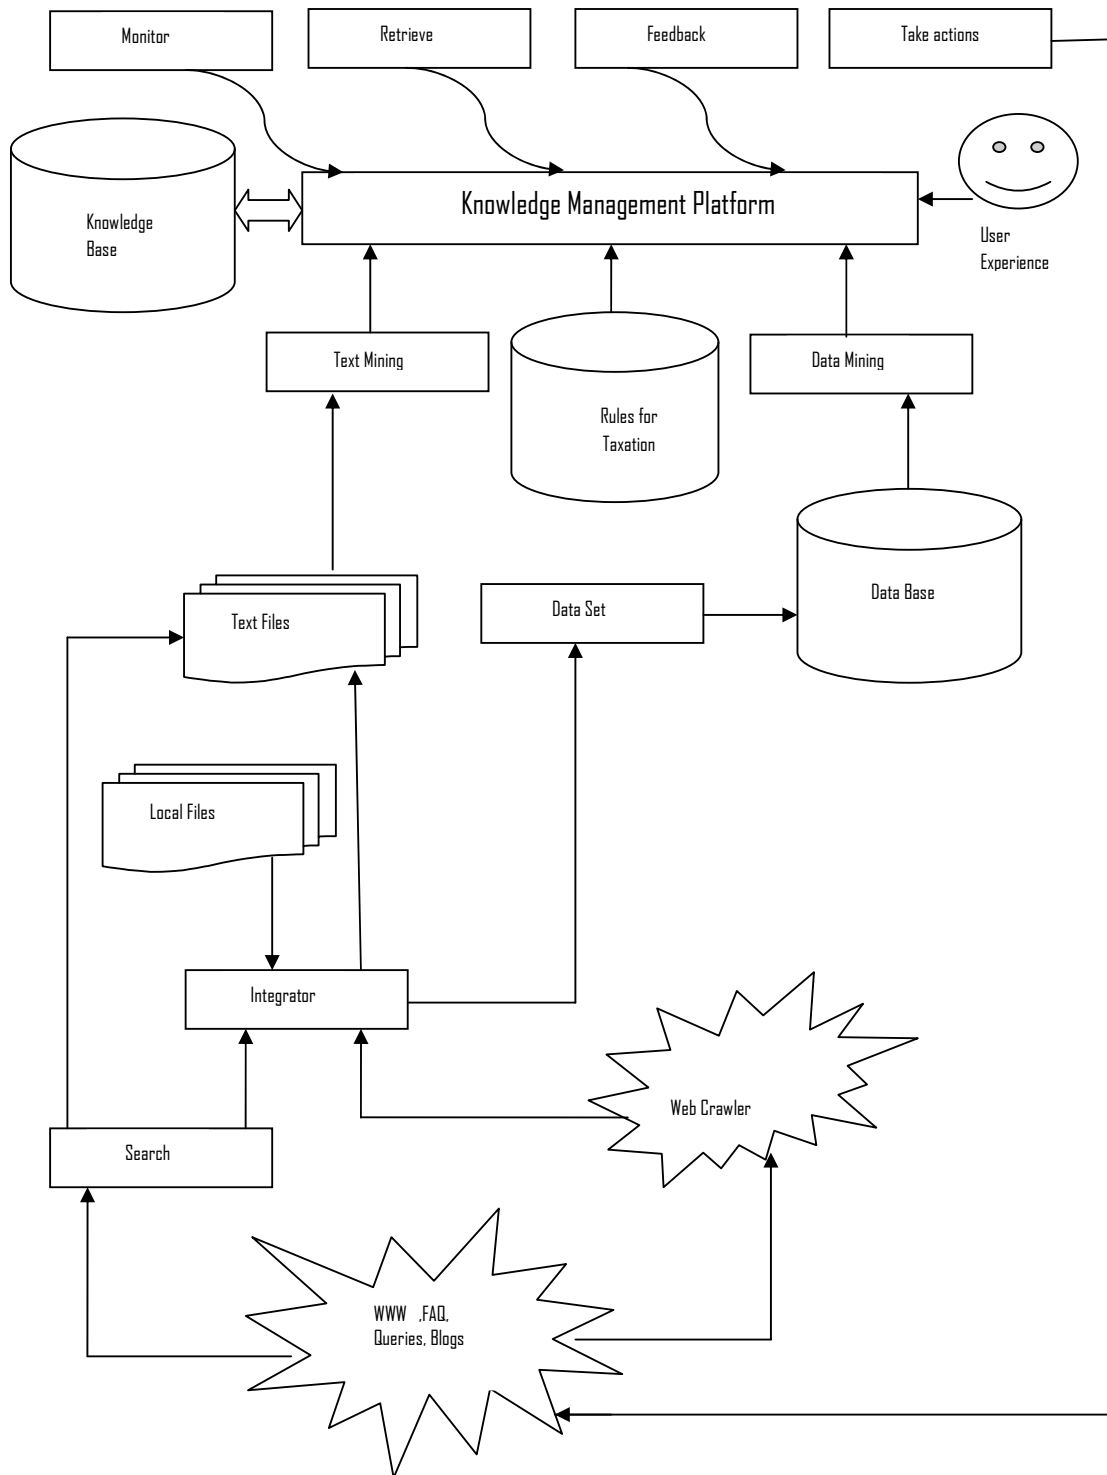 Monitor
Retrieve
Feedback
Take actions
Knowledge
Base
Knowledge Management Platform
User
Experience
Text Mining
Rules for
Taxation
Data Mining
Text Files
Data Set
Data Base
Local Files
Integrator
Web Crawler
Search
WWW ,FAQ,
Queries, Blogs